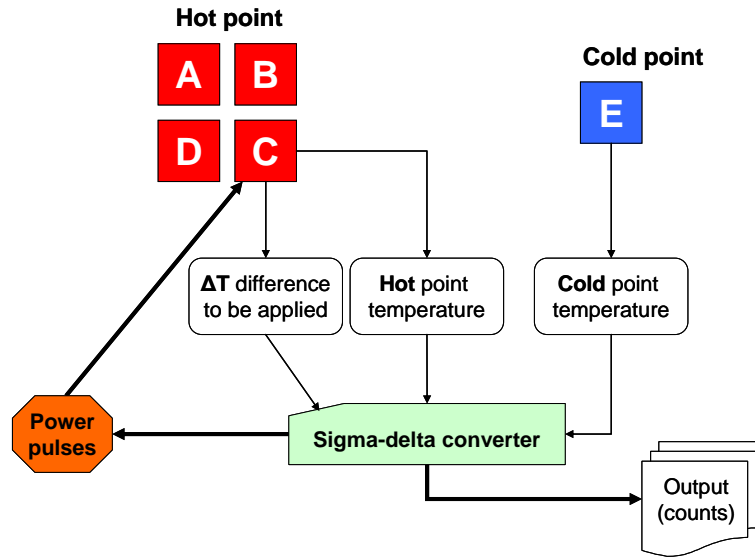 Hot point
Cold point
A B
E
D C
ΔT difference
to be applied
Hot point
temperature
Cold point
temperature
Power
pulses
Sigma-delta converter
Output
(counts)